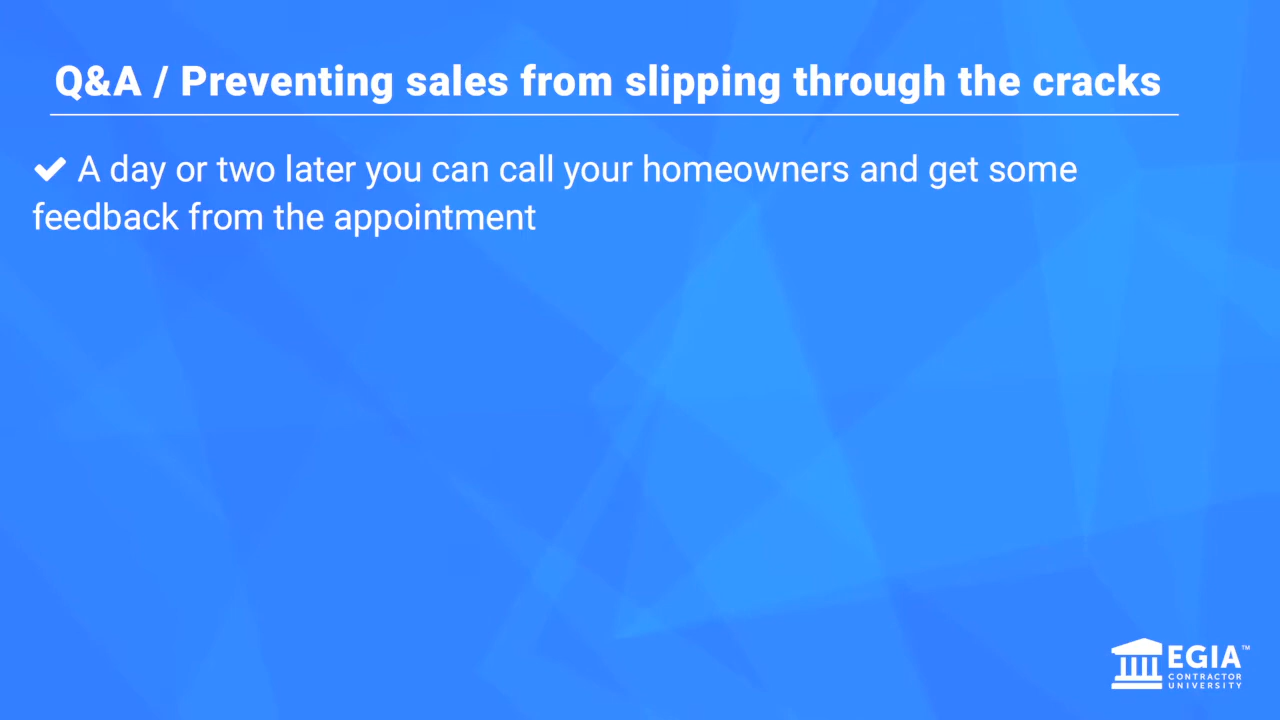 Q&A / Preventing sales from slipping through the cracks
✔ A day or two later you can call your homeowners and get some
feedback from the appointment
EGIA™
CONTRACTOR
UNIVERSITY